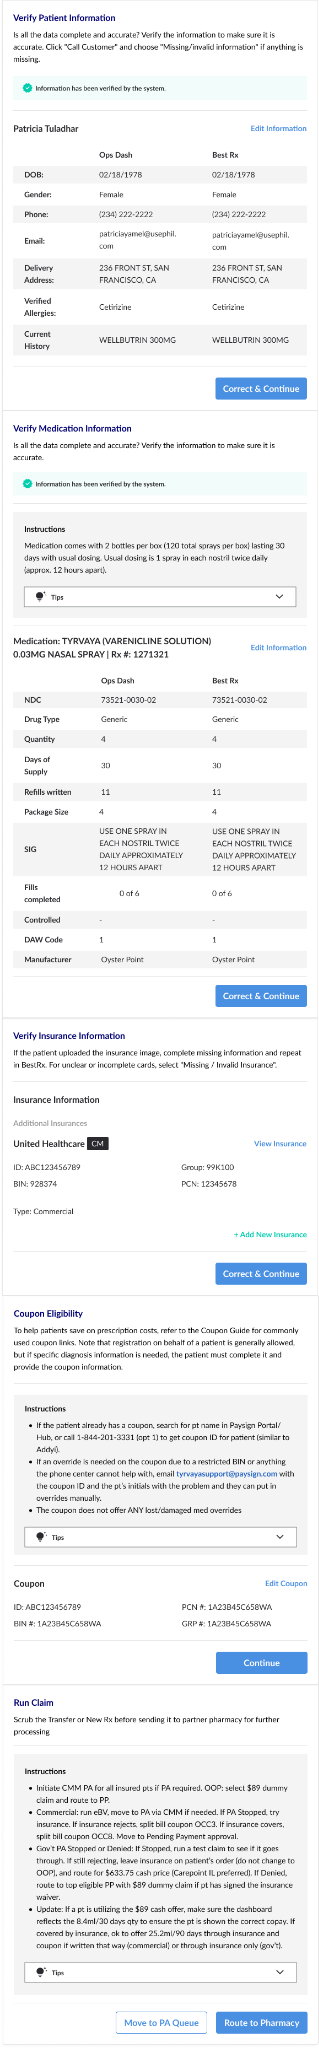 Verify Patient Information
Is all the data complete and accurate? Verify the information to make sure it is
accurate. Click "Call Customer" and choose "Missing/invalid information" if anything is
missing.
Information has been verified by the system.
Patricia Tuladhar Edit Information
Ops Dash Best Rx
DOB: 02/18/1978 02/18/1978
Gender: Female Female
Phone: (234) 222-2222 (234) 222-2222
Email: patriciayamel@usephil. patriciayamel@usephil.
com com
Delivery 236 FRONT ST, SAN 236 FRONT ST, SAN
Address: FRANCISCO, CA FRANCISCO, CA
Verified
Allergies: Cetirizine Cetirizine
Current
History WELLBUTRIN 300MG WELLBUTRIN 300MG
Correct & Continue
Verify Medication Information
Is all the data complete and accurate? Verify the information to make sure it is
accurate.
Information has been verified by the system.
Instructions
Medication comes with 2 bottles per box (120 total sprays per box) lasting 30
days with usual dosing. Usual dosing is 1 spray in each nostril twice daily
(approx. 12 hours apart).
Tips
Medication: TYRVAYA (VARENICLINE SOLUTION)
0.03MG NASAL SPRAY | Rx #: 1271321 Edit Information
Ops Dash Best Rx
NDC 73521-0030-02 73521-0030-02
Drug Type Generic Generic
Quantity 4 4
Days of
Supply 30 30
Refills written 11 11
Package Size 4 4
SIG USE ONE SPRAY IN USE ONE SPRAY IN
EACH NOSTRIL TWICE EACH NOSTRIL TWICE
DAILY APPROXIMATELY DAILY APPROXIMATELY
12 HOURS APART 12 HOURS APART
Fills
completed 0 of 6 0 of 6
Controlled - -
DAW Code 1 1
Manufacturer Oyster Point Oyster Point
Correct & Continue
Verify Insurance Information
If the patient uploaded the insurance image, complete missing information and repeat
in BestRx. For unclear or incomplete cards, select "Missing / Invalid Insurance".
Insurance Information
Additional Insurances
United Healthcare CM View Insurance
ID: ABC123456789 Group: 99K100
BIN: 928374 PCN: 12345678
Type: Commercial
+ Add New Insurance
Correct & Continue
Coupon Eligibility
To help patients save on prescription costs, refer to the Coupon Guide for commonly
used coupon links. Note that registration on behalf of a patient is generally allowed,
but if specific diagnosis information is needed, the patient must complete it and
provide the coupon information.
Instructions
• If the patient already has a coupon, search for pt name in Paysign Portal/
Hub, or call 1-844-201-3331 (opt 1) to get coupon ID for patient (similar to
Addyi).
• If an override is needed on the coupon due to a restricted BIN or anything
the phone center cannot help with, email tyrvayasupport@paysign.com with
the coupon ID and the pt's initials with the problem and they can put in
overrides manually.
• The coupon does not offer ANY lost/damaged med overrides
Tips
Coupon Edit Coupon
ID: ABC123456789 PCN #: 1A23B45C658WA
BIN #: 1A23B45C658WA GRP #: 1A23B45C658WA
Continue
Run Claim
Scrub the Transfer or New Rx before sending it to partner pharmacy for further
processing
Instructions
• Initiate CMM PA for all insured pts if PA required. OOP: select $89 dummy
claim and route to PP.
• Commercial: run eBV, move to PA via CMM if needed. If PA Stopped, try
insurance. If insurance rejects, split bill coupon OCC3. If insurance covers,
split bill coupon OCC8. Move to Pending Payment approval.
• Gov't PA Stopped or Denied: If Stopped, run a test claim to see if it goes
through. If still rejecting, leave insurance on patient's order (do not change to
OOP), and route for $633.75 cash price (Carepoint IL preferred). If Denied,
route to top eligible PP with $89 dummy claim if pt has signed the insurance
waiver.
• Update: If a pt is utilizing the $89 cash offer, make sure the dashboard
reflects the 8.4ml/30 days qty to ensure the pt is shown the correct copay. If
covered by insurance, ok to offer 25.2ml/90 days through insurance and
coupon if written that way (commercial) or through insurance only (gov't).
Tips
Move to PA Queue Route to Pharmacy